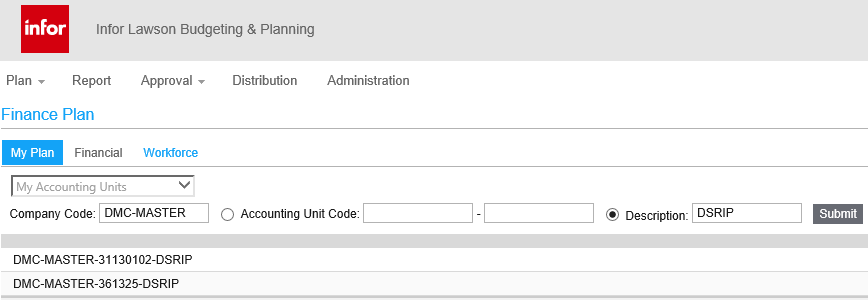 infor
Infor Lawson Budgeting & Planning
Plan Report Approval Distribution Administration
Finance Plan
My Plan Financial Workforce
My Accounting Units
Company Code: DMC-MASTER Accounting Unit Code: - Description: DSRIP Submit
DMC-MASTER-31130102-DSRIP
DMC-MASTER-361325-DSRIP